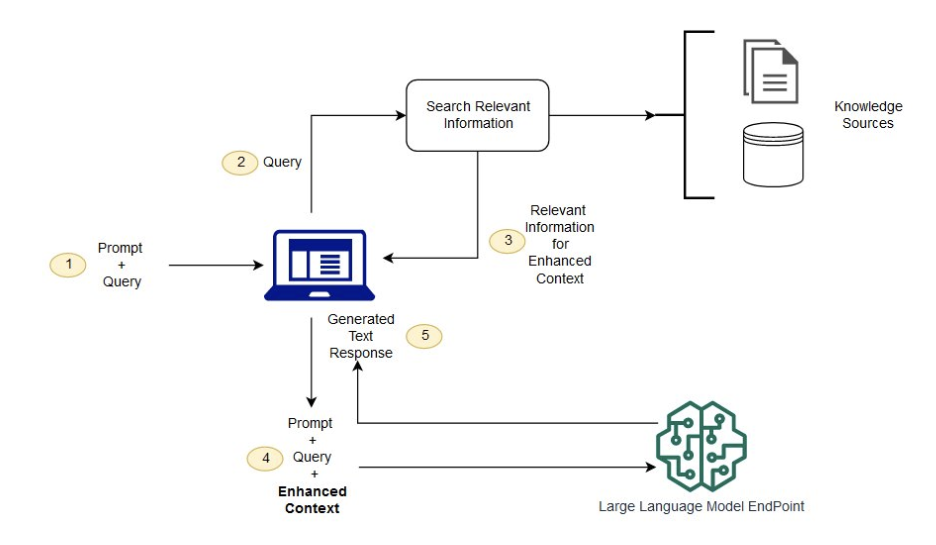 Search Relevant
Information
Knowledge
Sources
2
Query
Relevant
Information
for
Enhanced
Context
3
1
Prompt
+
Query
Generated
Text
Response
5
Prompt
+
Query
+
Enhanced
Context
4
Large Language Model EndPoint